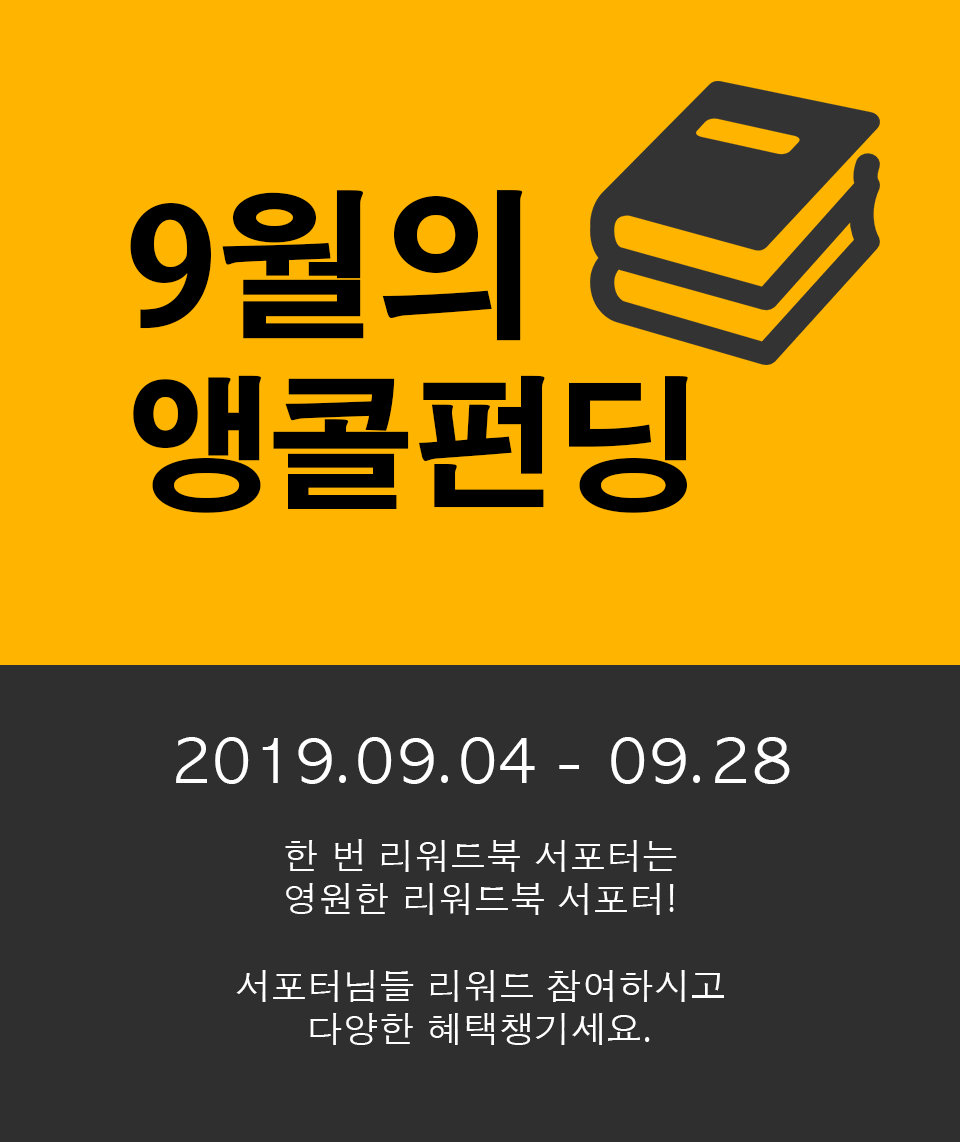 9월의
앵콜펀딩
2019.09.04 - 09.28
한 번 리워드북 서포터는
영원한 리워드북 서포터!
서포터님들 리워드 참여하시고
다양한 혜택챙기세요.